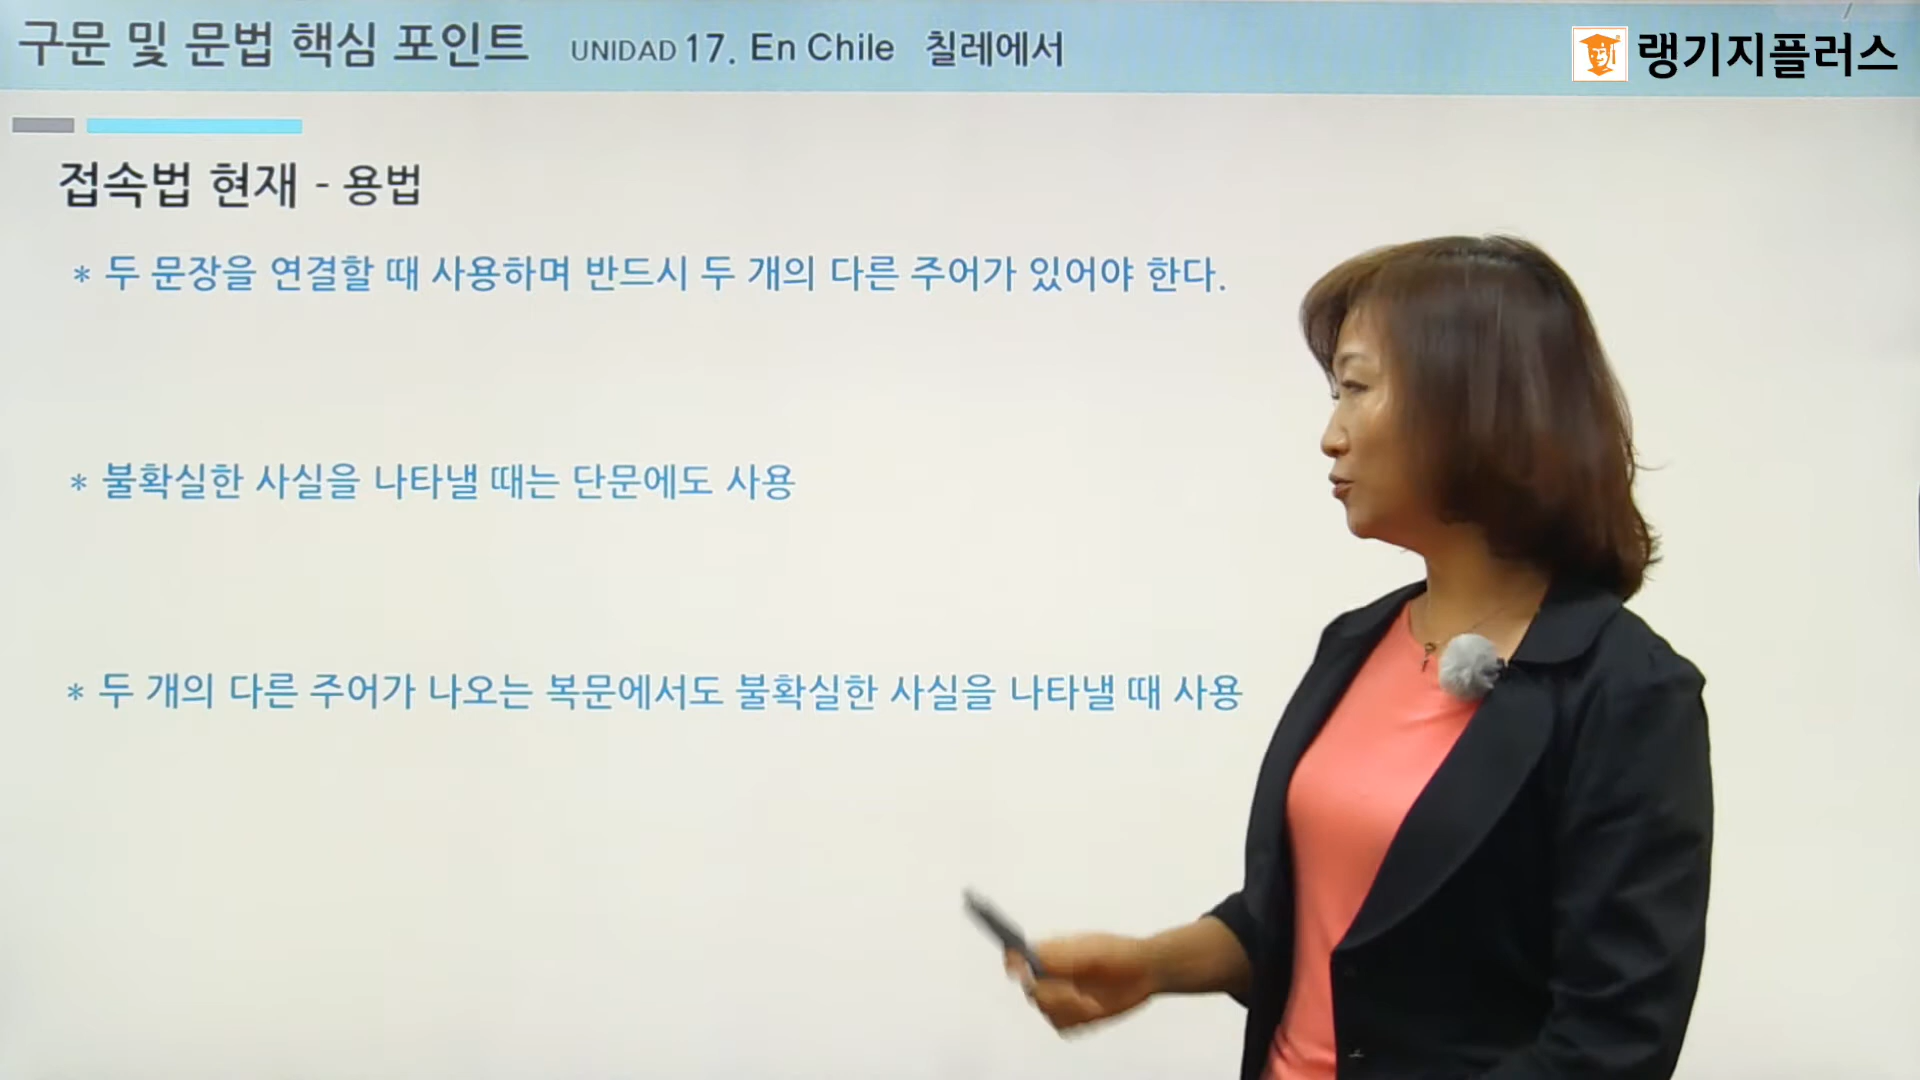 구문 및 문법 핵심 포인트 UNIDAD 17. En Chile 칠레에서
랭기지플러스
접속법 현재 - 용법
* 두 문장을 연결할 때 사용하며 반드시 두 개의 다른 주어가 있어야 한다.
* 불확실한 사실을 나타낼 때는 단문에도 사용
* 두 개의 다른 주어가 나오는 복문에서도 불확실한 사실을 나타낼 때 사용